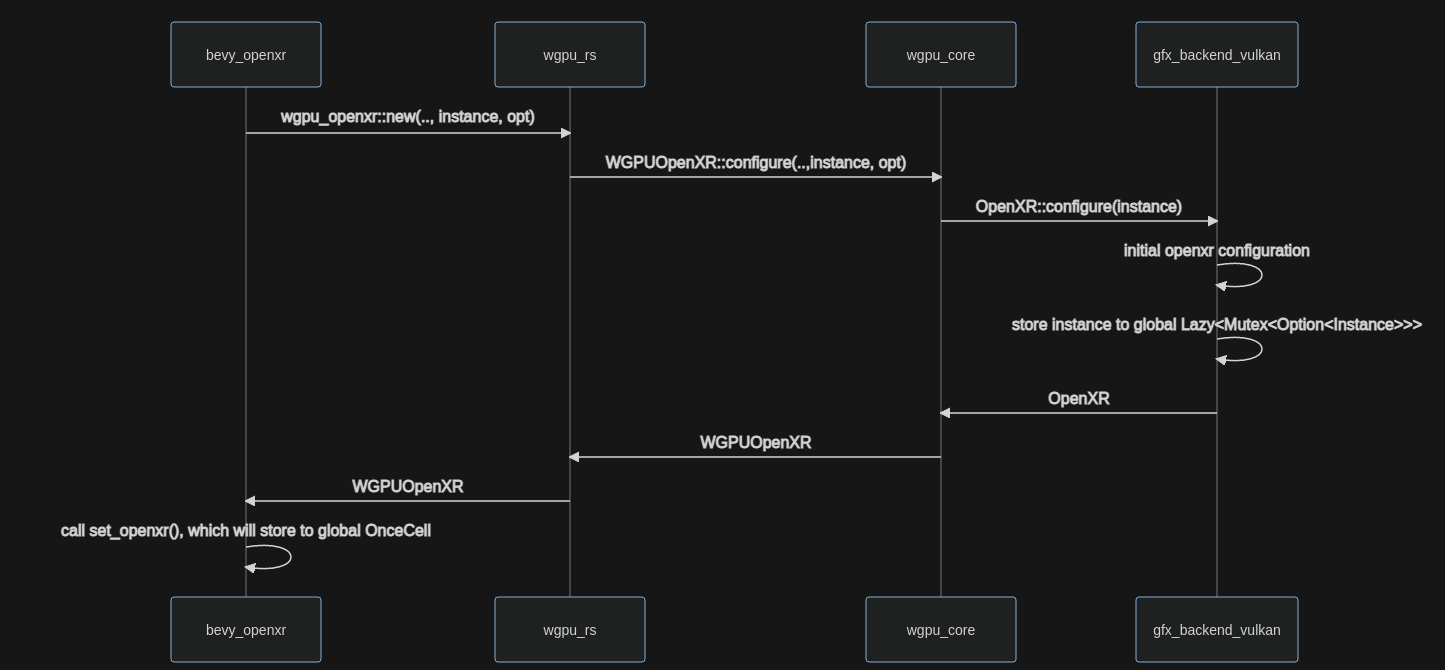 bevy_openxr
wgpu_rs
wgpu_core
gfx_backend_vulkan
wgpu_openxr::new(.., instance, opt)
WGPUOpenXR::configure(..,instance, opt)
OpenXR::configure(instance)
initial openxr configuration
store instance to global Lazy<Mutex<Option<Instance>>>
OpenXR
WGPUOpenXR
WGPUOpenXR
call set_openxr(), which will store to global OnceCell
bevy_openxr
wgpu_rs
wgpu_core
gfx_backend_vulkan